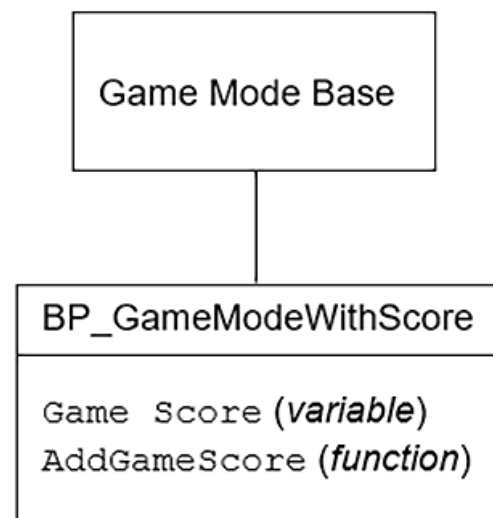 Game Mode Base
BP_GameModeWithScore
Game Score (variable)
AddGameScore (function)